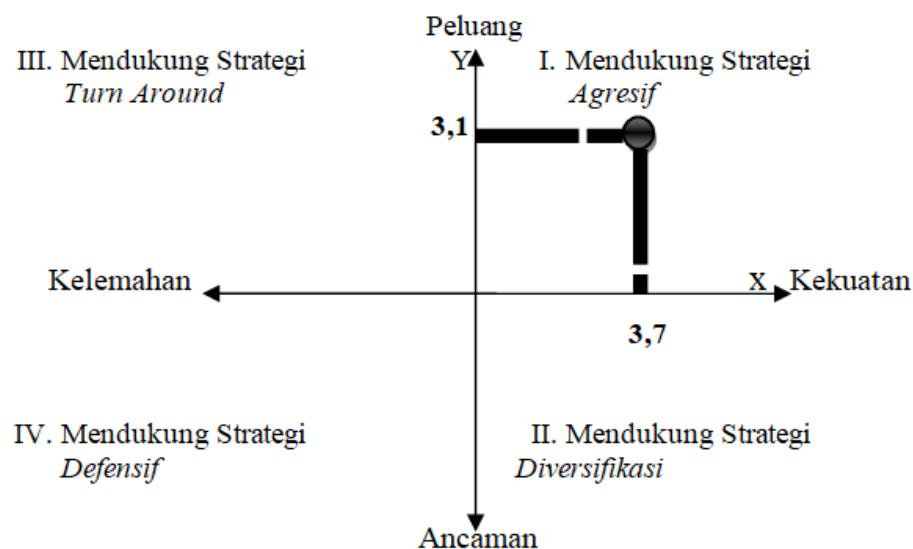 Peluang
III. Mendukung Strategi
Turn Around
Y
I. Mendukung Strategi
Agresif
3,1
Kelemahan
X
Kekuatan
3,7
IV. Mendukung Strategi
Defensif
II. Mendukung Strategi
Diversifikasi
Ancaman